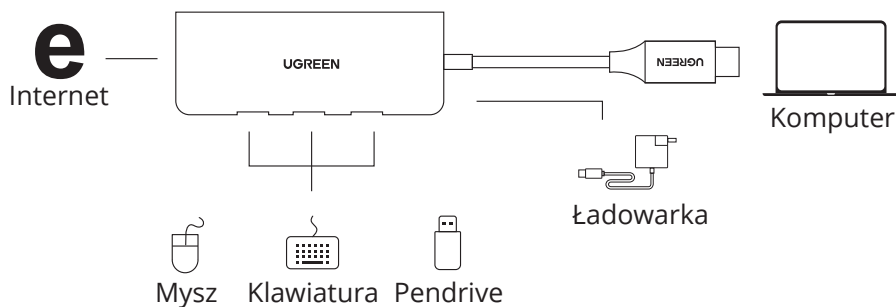 e
Internet
UGREEN
UGREEN
Komputer
Ładowarka
Mysz
Klawiatura
Pendrive